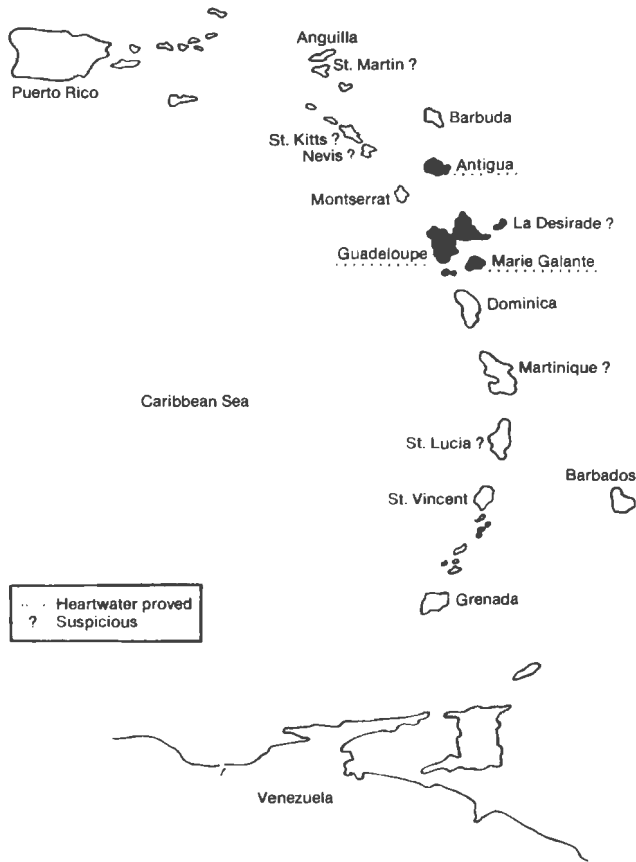 Anguilla
St. Martin ?
Puerto Rico
Barbuda
St. Kitts ?
Nevis ?
Antigua
Montserrat
La Desirade ?
Guadeloupe
Marie Galante
Dominica
Martinique ?
Caribbean Sea
St. Lucia ?
Barbados
St. Vincent
Grenada
.. . Heartwater proved
? Suspicious
Venezuela